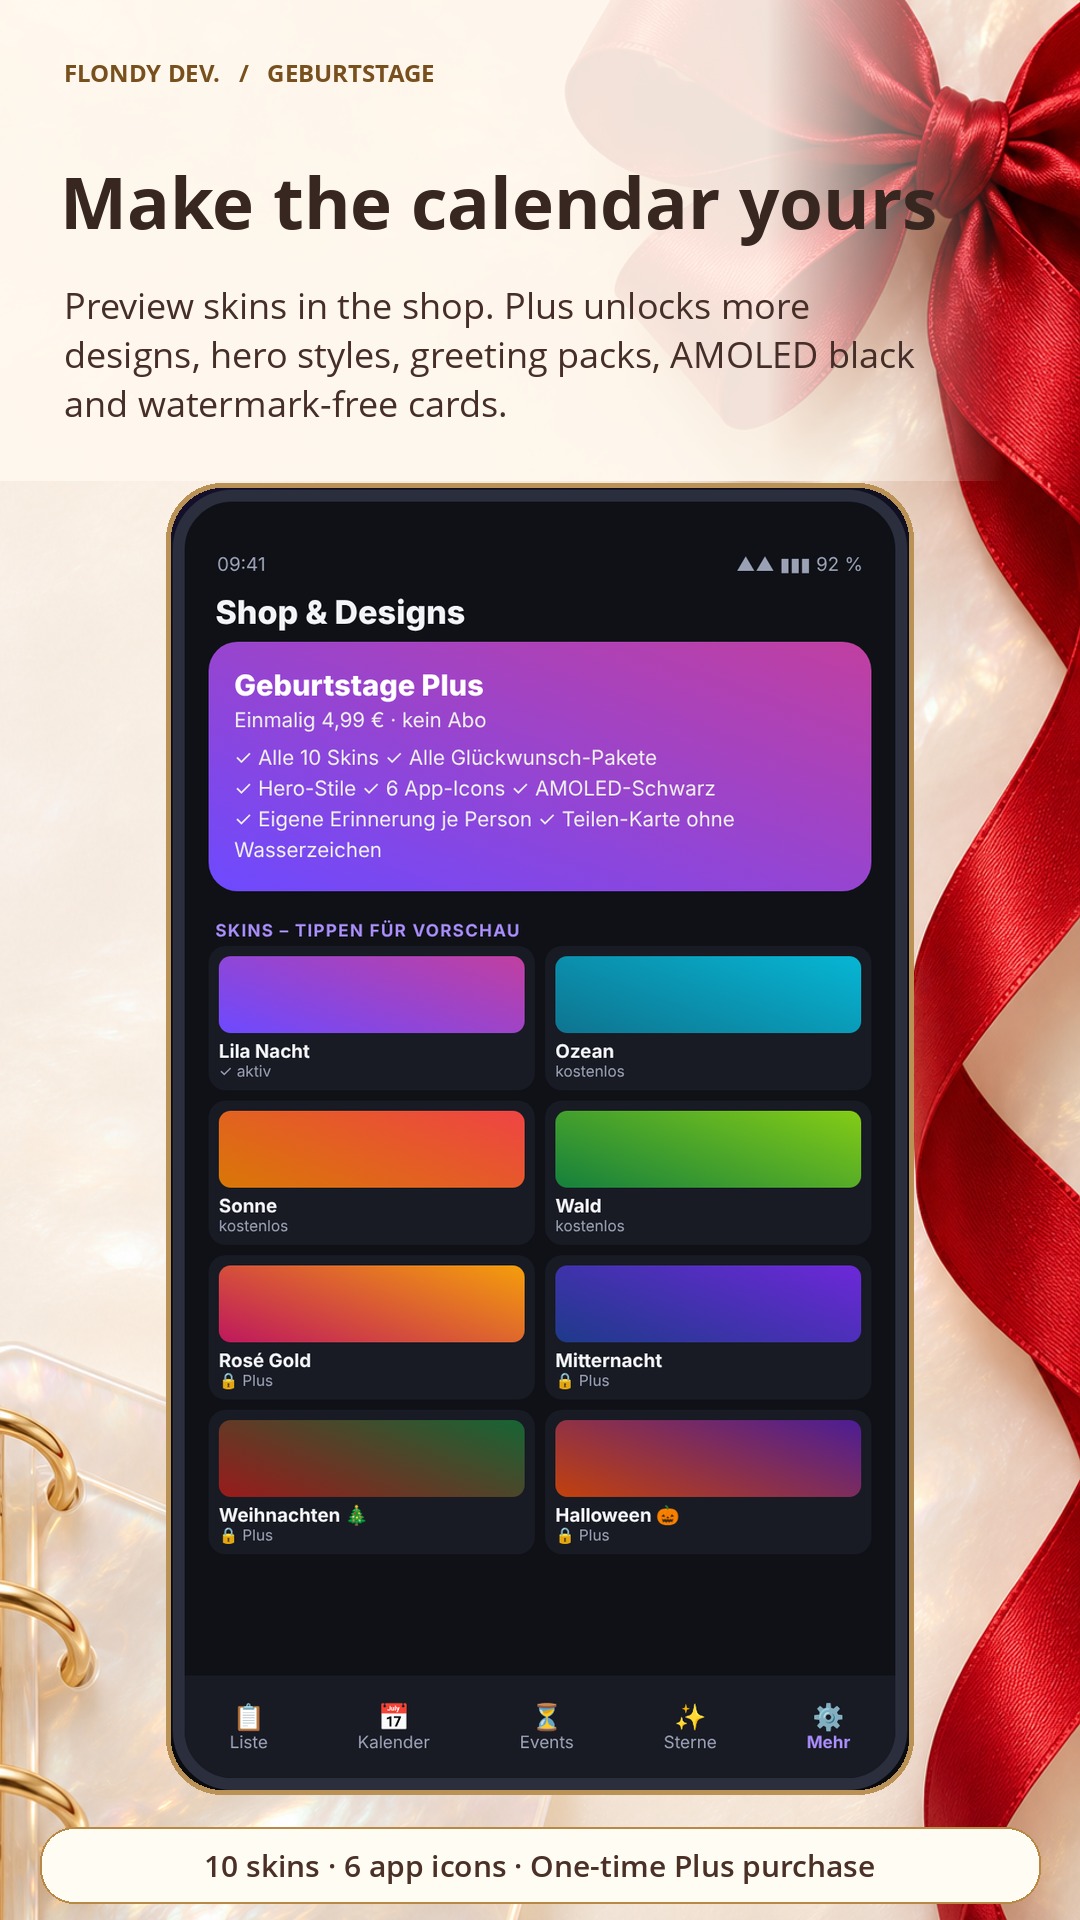 FLONDY DEV. / GEBURTSTAGE
Make the calendar yours
Preview skins in the shop. Plus unlocks more
designs, hero styles, greeting packs, AMOLED black
and watermark-free cards.
09:41 92 %
Shop & Designs
Geburtstage Plus
Einmalig 4,99 € · kein Abo
✓ Alle 10 Skins ✓ Alle Glückwunsch-Pakete
✓ Hero-Stile ✓ 6 App-Icons ✓ AMOLED-Schwarz
✓ Eigene Erinnerung je Person ✓ Teilen-Karte ohne
Wasserzeichen
SKINS – TIPPEN FÜR VORSCHAU
Lila Nacht
✓ aktiv
Ozean
kostenlos
Sonne
kostenlos
Wald
kostenlos
Rosé Gold
🔒 Plus
Mitternacht
🔒 Plus
Weihnachten 🎄
🔒 Plus
Halloween 🎃
🔒 Plus
Liste
Kalender
Events
Sterne
Mehr
10 skins · 6 app icons · One-time Plus purchase